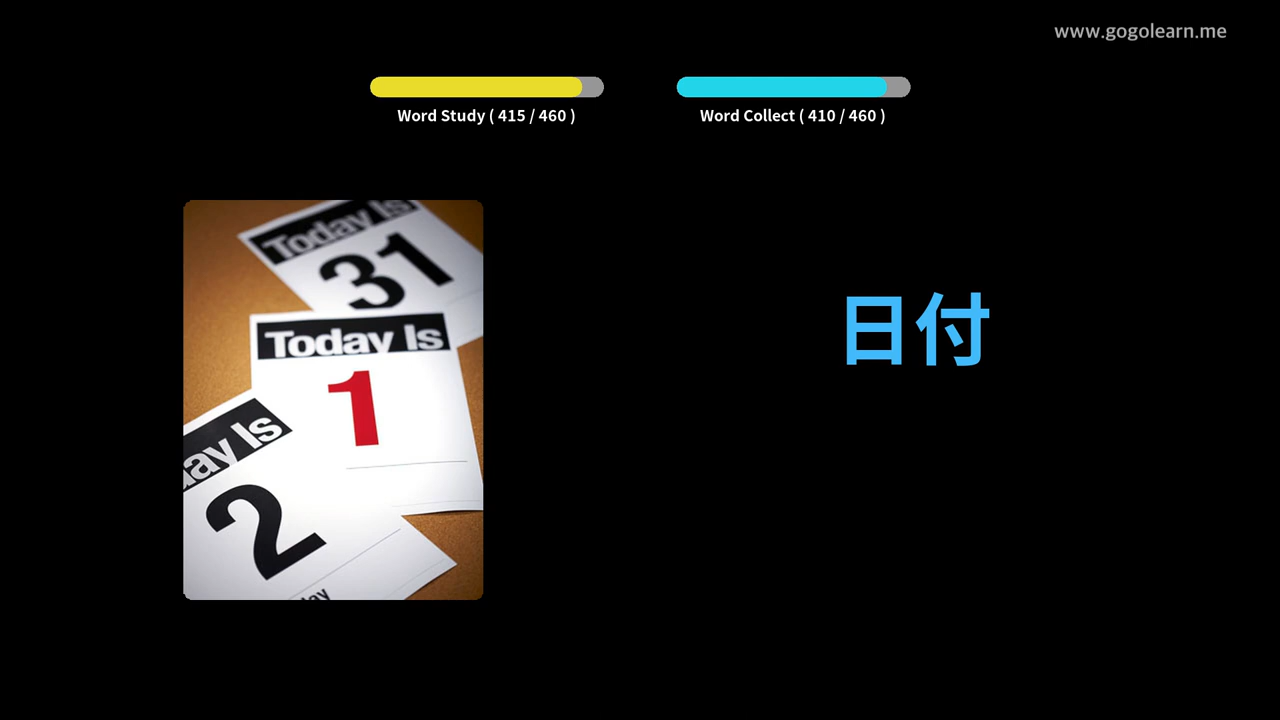 www.gogolearn.me
Word Study ( 415 / 460 )
Word Collect ( 410 / 460 )
Today Is
31
Today Is
1
日付
day Is
2